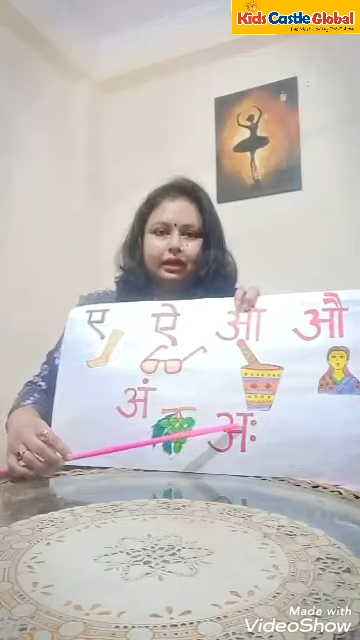 Kids Castle Global
ए ऐ ओ औ
अं अः
Made with
VideoShow